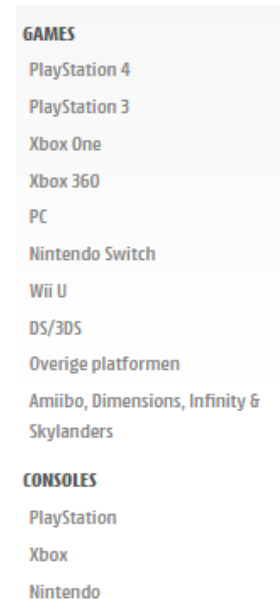 GAMES
PlayStation 4
PlayStation 3
Xbox One
Xbox 360
PC
Nintendo Switch
Wii U
DS/3DS
Overige platformen
Amiibo, Dimensions, Infinity &
Skylanders
CONSOLES
PlayStation
Xbox
Nintendo